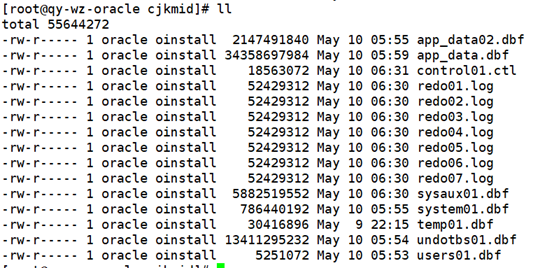 [root@qy-wz-oracle cjkmid]# ll
total 55644272
-rw-r----- 1 oracle oinstall  2147491840 May 10 05:55 app_data02.dbf
-rw-r----- 1 oracle oinstall 34358697984 May 10 05:59 app_data.dbf
-rw-r----- 1 oracle oinstall    18563072 May 10 06:31 control01.ctl
-rw-r----- 1 oracle oinstall    52429312 May 10 06:30 redo01.log
-rw-r----- 1 oracle oinstall    52429312 May 10 06:30 redo02.log
-rw-r----- 1 oracle oinstall    52429312 May 10 06:30 redo03.log
-rw-r----- 1 oracle oinstall    52429312 May 10 06:30 redo04.log
-rw-r----- 1 oracle oinstall    52429312 May 10 06:30 redo05.log
-rw-r----- 1 oracle oinstall    52429312 May 10 06:30 redo06.log
-rw-r----- 1 oracle oinstall    52429312 May 10 06:30 redo07.log
-rw-r----- 1 oracle oinstall  5882519552 May 10 06:30 sysaux01.dbf
-rw-r----- 1 oracle oinstall   786440192 May 10 05:55 system01.dbf
-rw-r----- 1 oracle oinstall    30416896 May  9 22:15 temp01.dbf
-rw-r----- 1 oracle oinstall 13411295232 May 10 05:54 undotbs01.dbf
-rw-r----- 1 oracle oinstall     5251072 May 10 05:53 users01.dbf